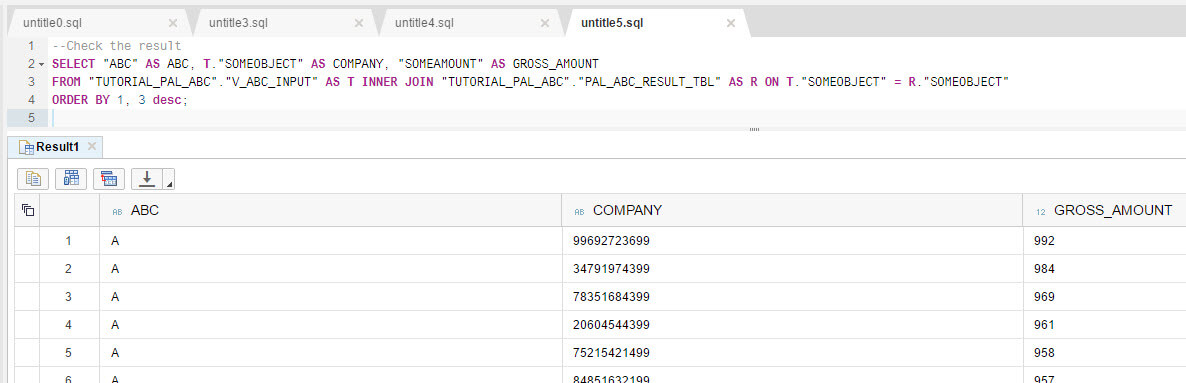 untitle0.sql untitle3.sql untitle4.sql untitle5.sql
1 --Check the result
2 SELECT "ABC" AS ABC, T."SOMEOBJECT" AS COMPANY, "SOMEAMOUNT" AS GROSS_AMOUNT
3 FROM "TUTORIAL_PAL_ABC"."V_ABC_INPUT" AS T INNER JOIN "TUTORIAL_PAL_ABC"."PAL_ABC_RESULT_TBL" AS R ON T."SOMEOBJECT" = R."SOMEOBJECT"
4 ORDER BY 1, 3 desc;
5
Result1
AB ABC AB COMPANY 12 GROSS_AMOUNT
1 A 99692723699 992
2 A 34791974399 984
3 A 78351684399 969
4 A 20604544399 961
5 A 75215421499 958
6 A 84851632199 957